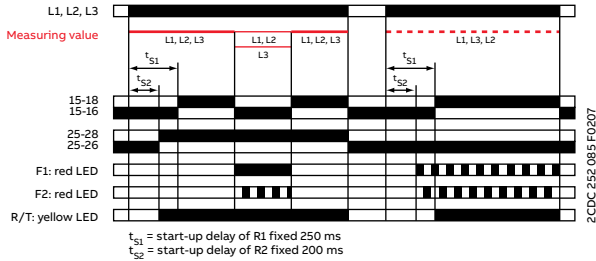 L1, L2, L3
Measuring value
L1, L2, L3
L1, L2
L3
L1, L2, L3
L1, L3, L2
tS1
tS2
tS1
tS2
15-18
15-16
25-28
25-26
F1: red LED
F2: red LED
R/T: yellow LED
tS1 = start-up delay of R1 fixed 250 ms
tS2 = start-up delay of R2 fixed 200 ms
2CDC 252 085 F0207